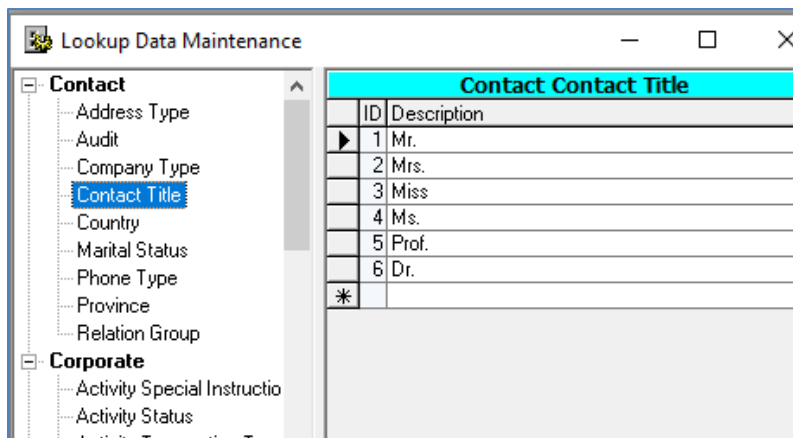 Lookup Data Maintenance
Contact
Address Type
Audit
Company Type
Contact Title
Country
Marital Status
Phone Type
Province
Relation Group
Corporate
Activity Special Instructio
Activity Status
Contact Contact Title
ID Description
1 Mr.
2 Mrs.
3 Miss
4 Ms.
5 Prof.
6 Dr.